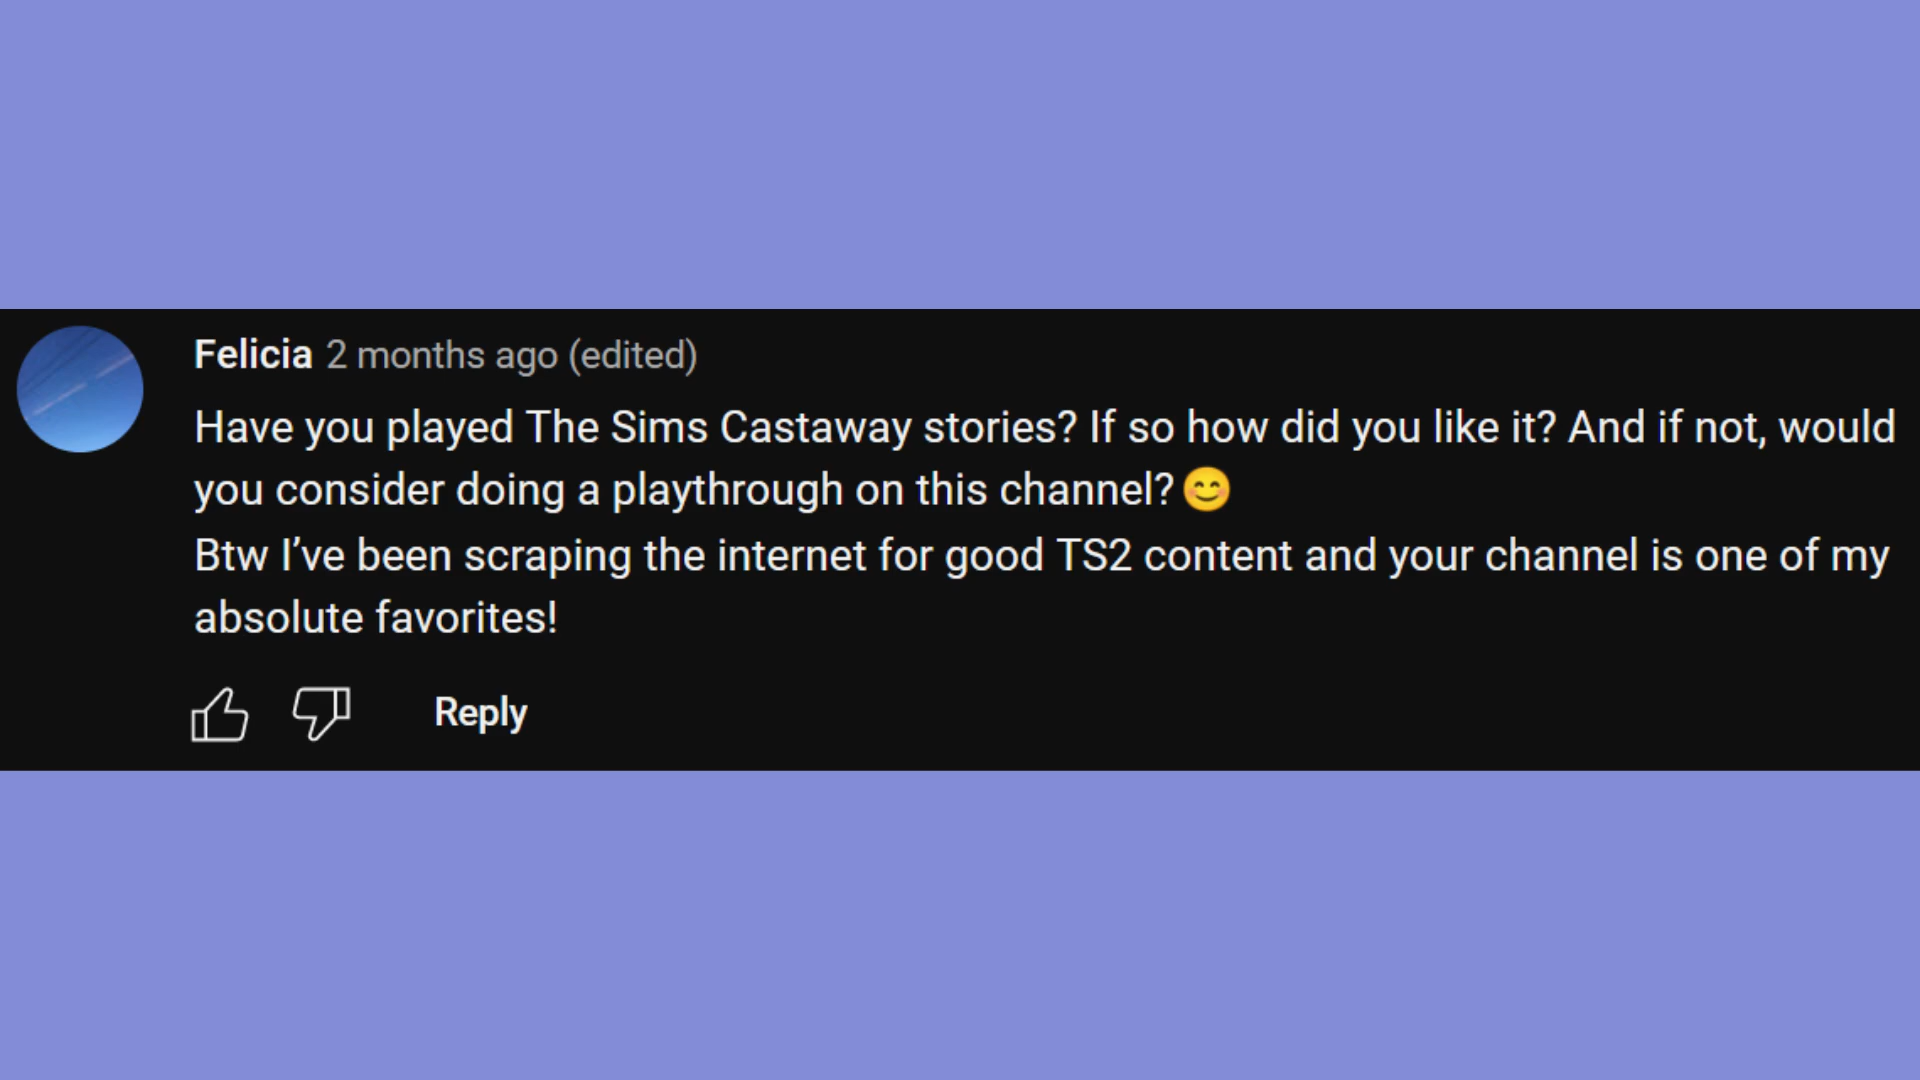 Felicia 2 months ago (edited)
Have you played The Sims Castaway stories? If so how did you like it? And if not, would
you consider doing a playthrough on this channel?😊
Btw I’ve been scraping the internet for good TS2 content and your channel is one of my
absolute favorites!
Reply